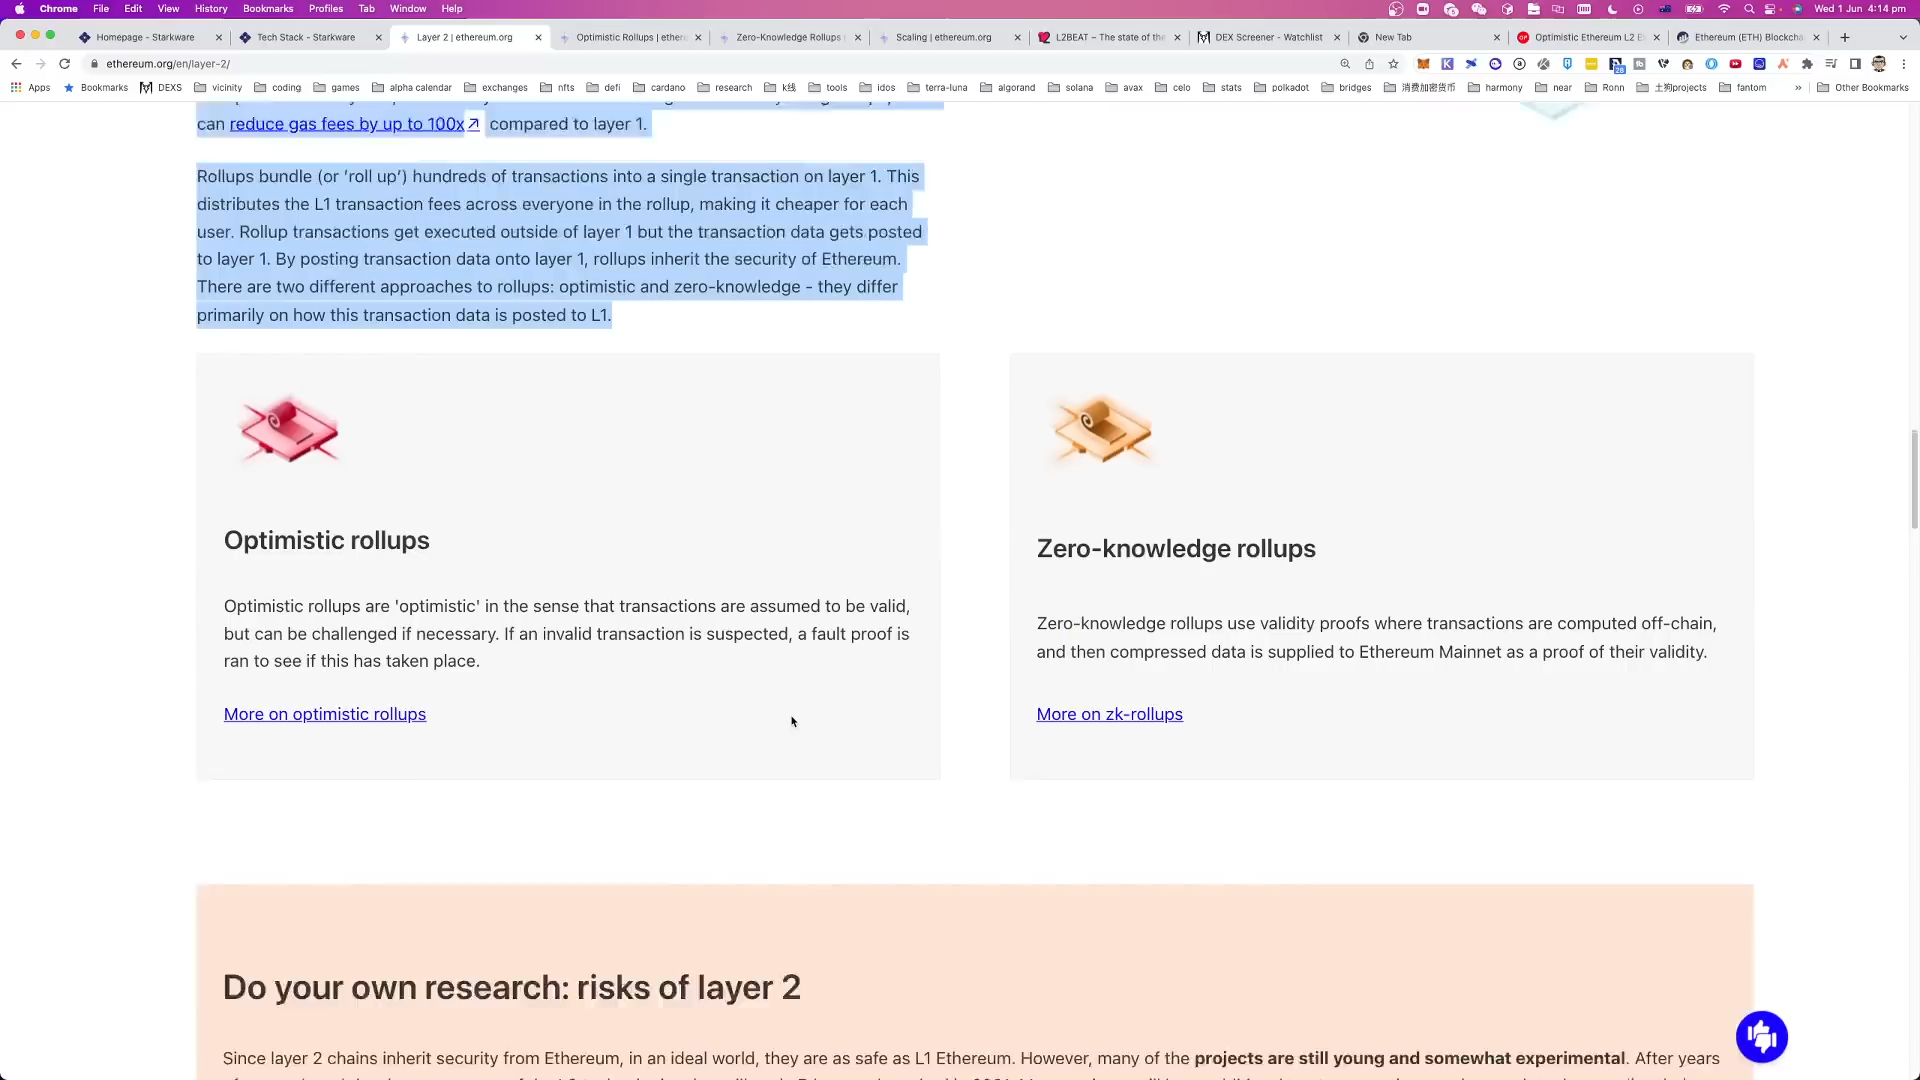 Chrome File Edit View History Bookmarks Profiles Tab Window Help Wed 1 Jun 4:14 pm
Homepage - Starkware Tech Stack - Starkware Layer 2 | ethereum.org Optimistic Rollups | ethere Zero-Knowledge Rollups Scaling | ethereum.org L2BEAT – The state of the DEX Screener - Watchlist New Tab Optimistic Ethereum L2 E Ethereum (ETH) Blockcha
ethereum.org/en/layer-2/
Apps Bookmarks DEXS vicinity coding games alpha calendar exchanges nfts defi cardano research k线 tools idos terra-luna algorand solana avax celo stats polkadot bridges 消费加密货币 harmony near Ronn 土狗projects fantom » Other Bookmarks
can reduce gas fees by up to 100x compared to layer 1.
Rollups bundle (or ’roll up’) hundreds of transactions into a single transaction on layer 1. This
distributes the L1 transaction fees across everyone in the rollup, making it cheaper for each
user. Rollup transactions get executed outside of layer 1 but the transaction data gets posted
to layer 1. By posting transaction data onto layer 1, rollups inherit the security of Ethereum.
There are two different approaches to rollups: optimistic and zero-knowledge - they differ
primarily on how this transaction data is posted to L1.
Optimistic rollups
Optimistic rollups are 'optimistic' in the sense that transactions are assumed to be valid,
but can be challenged if necessary. If an invalid transaction is suspected, a fault proof is
ran to see if this has taken place.
More on optimistic rollups
Zero-knowledge rollups
Zero-knowledge rollups use validity proofs where transactions are computed off-chain,
and then compressed data is supplied to Ethereum Mainnet as a proof of their validity.
More on zk-rollups
Do your own research: risks of layer 2
Since layer 2 chains inherit security from Ethereum, in an ideal world, they are as safe as L1 Ethereum. However, many of the projects are still young and somewhat experimental. After years